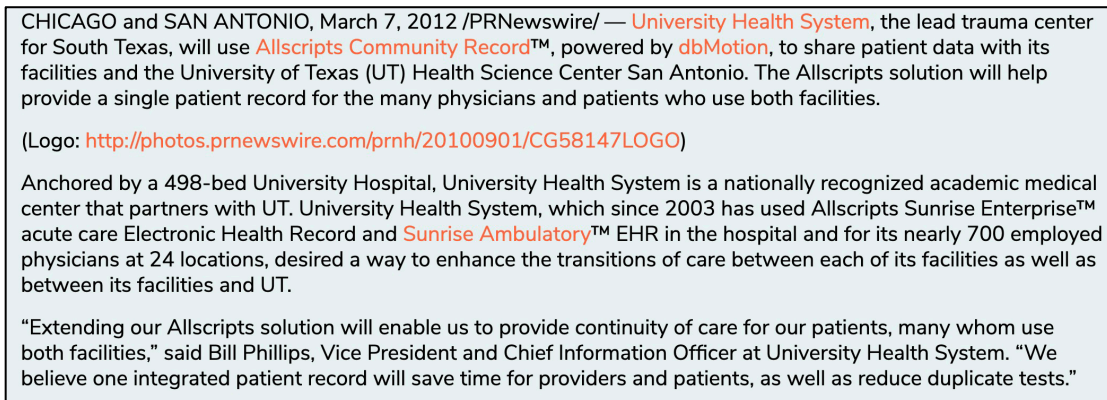 CHICAGO and SAN ANTONIO, March 7, 2012 /PRNewswire/ — University Health System, the lead trauma center
for South Texas, will use Allscripts Community Record™, powered by dbMotion, to share patient data with its
facilities and the University of Texas (UT) Health Science Center San Antonio. The Allscripts solution will help
provide a single patient record for the many physicians and patients who use both facilities.
(Logo: http://photos.prnewswire.com/prnh/20100901/CG58147LOGO)
Anchored by a 498-bed University Hospital, University Health System is a nationally recognized academic medical
center that partners with UT. University Health System, which since 2003 has used Allscripts Sunrise Enterprise™
acute care Electronic Health Record and Sunrise Ambulatory™ EHR in the hospital and for its nearly 700 employed
physicians at 24 locations, desired a way to enhance the transitions of care between each of its facilities as well as
between its facilities and UT.
“Extending our Allscripts solution will enable us to provide continuity of care for our patients, many whom use
both facilities,” said Bill Phillips, Vice President and Chief Information Officer at University Health System. “We
believe one integrated patient record will save time for providers and patients, as well as reduce duplicate tests.”